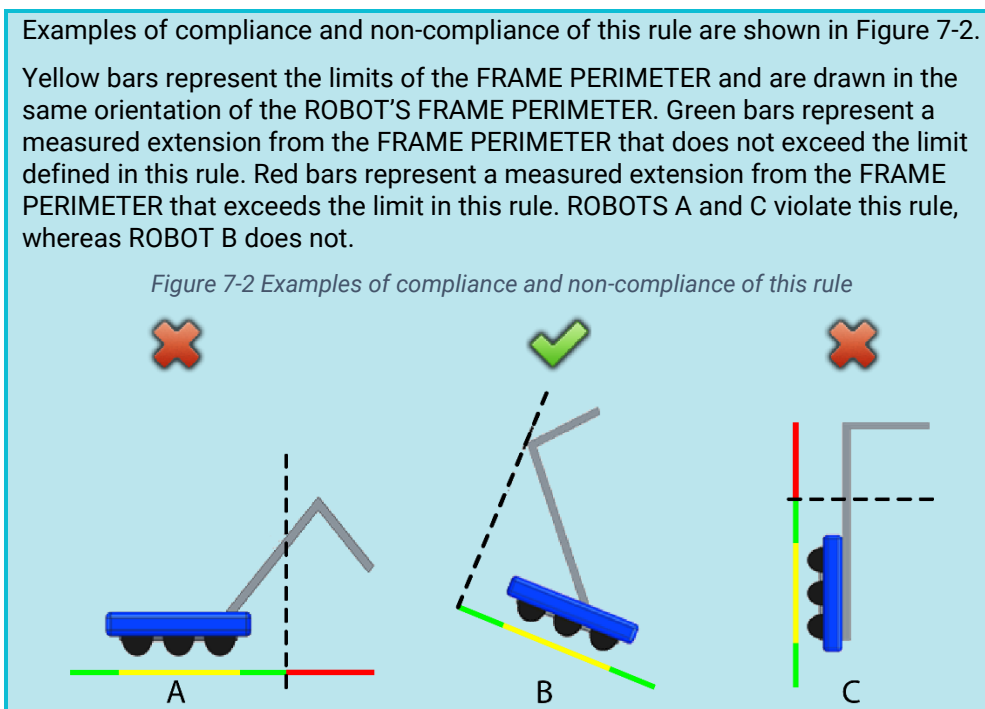 Examples of compliance and non-compliance of this rule are shown in Figure 7-2.
Yellow bars represent the limits of the FRAME PERIMETER and are drawn in the
same orientation of the ROBOT'S FRAME PERIMETER. Green bars represent a
measured extension from the FRAME PERIMETER that does not exceed the limit
defined in this rule. Red bars represent a measured extension from the FRAME
PERIMETER that exceeds the limit in this rule. ROBOTS A and C violate this rule,
whereas ROBOT B does not.
Figure 7-2 Examples of compliance and non-compliance of this rule
A
B
C